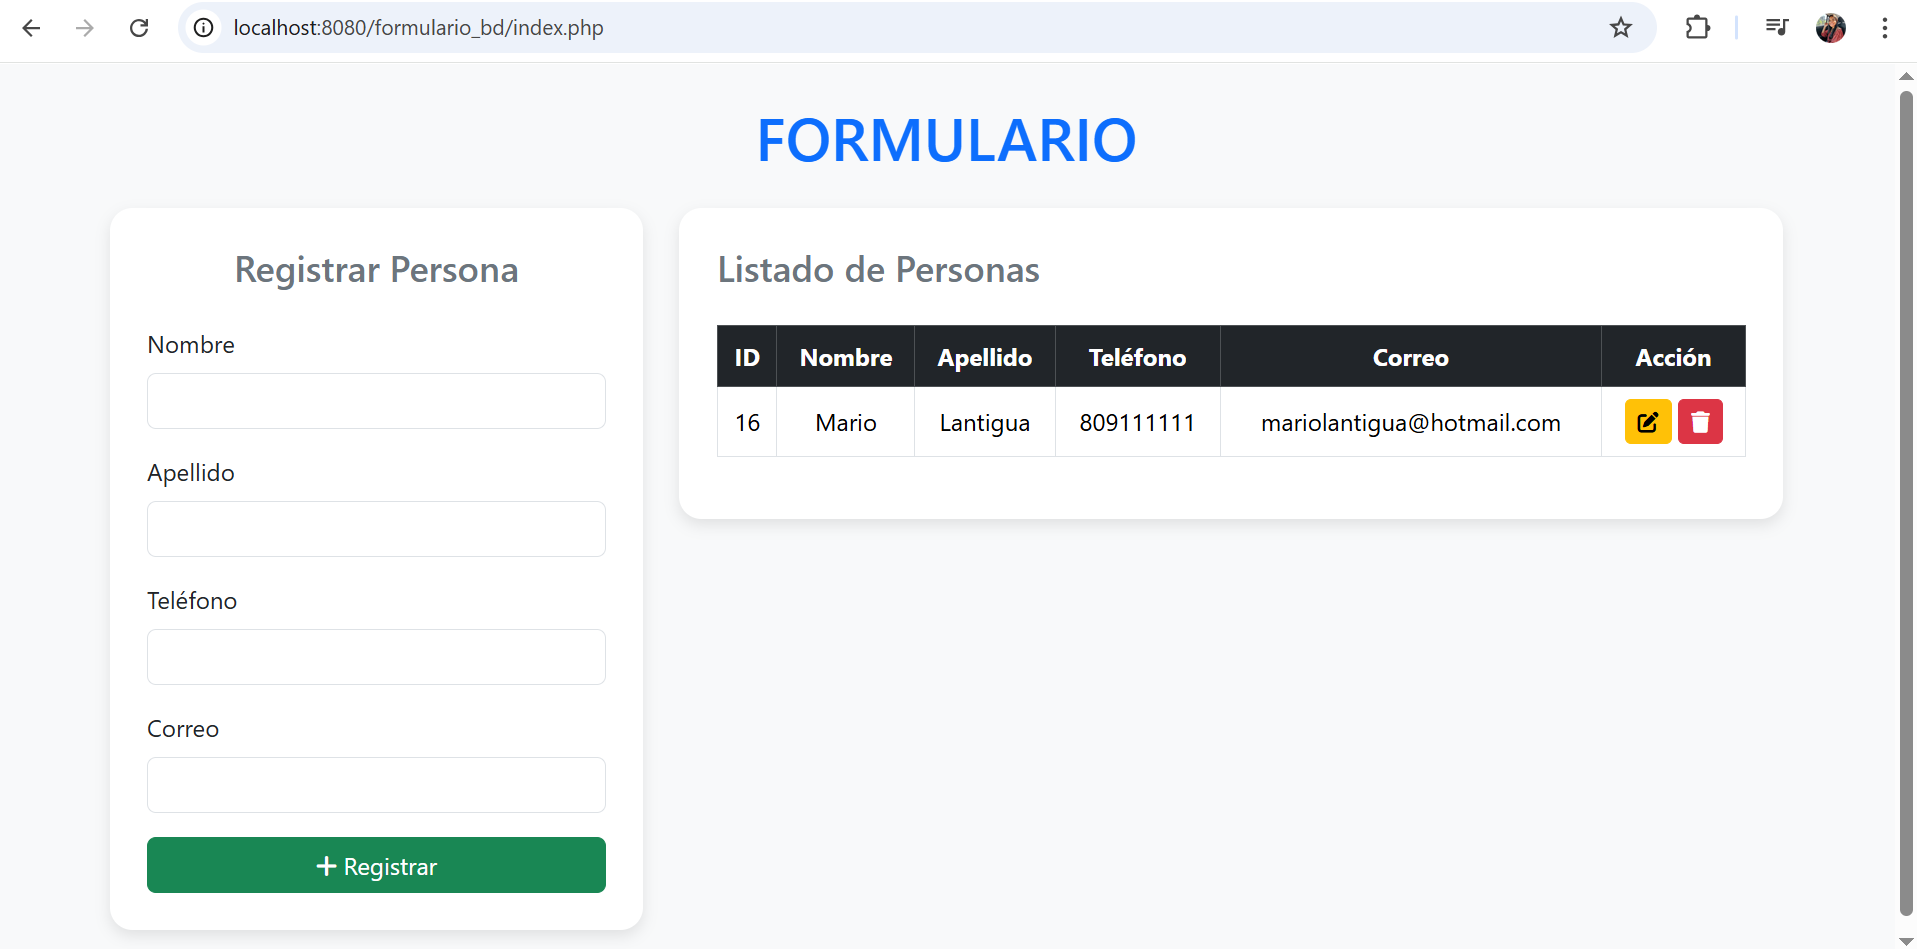 localhost:8080/formulario_bd/index.php
FORMULARIO
Registrar Persona
Nombre
Apellido
Teléfono
Correo
Registrar
Listado de Personas
ID Nombre Apellido Teléfono Correo Acción
16 Mario Lantigua 809111111 mariolantigua@hotmail.com